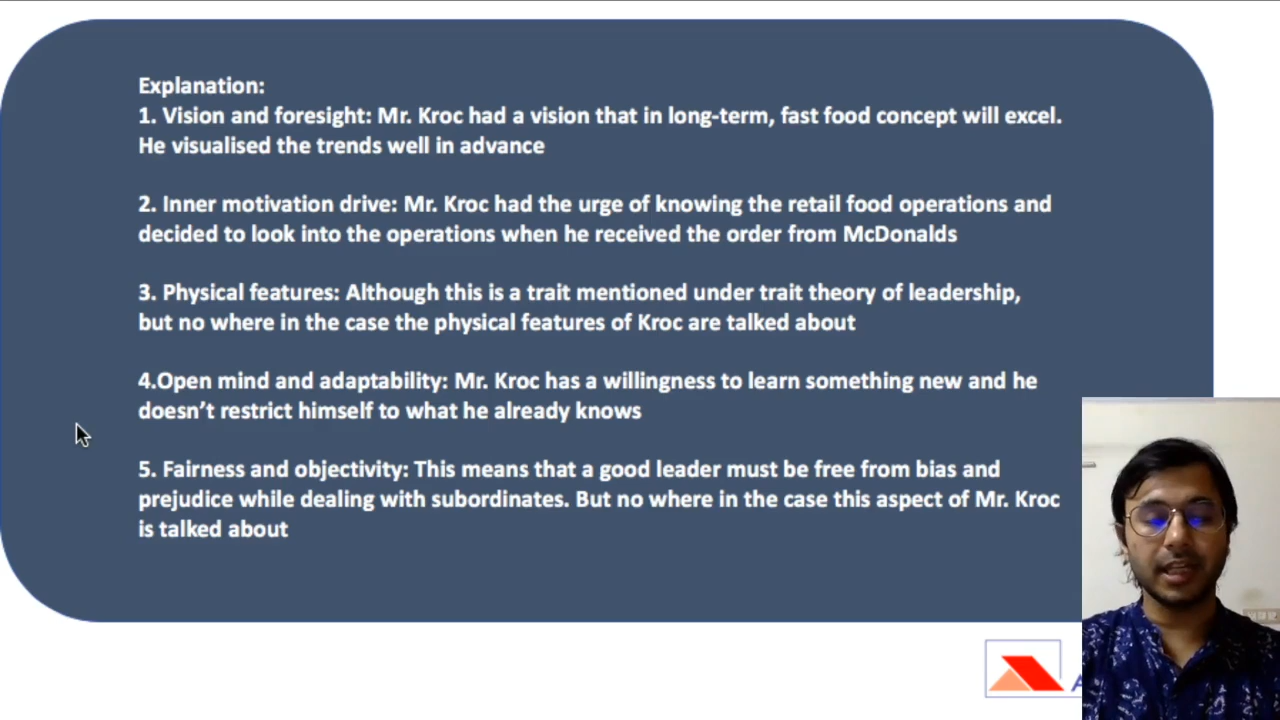 Explanation:
1. Vision and foresight: Mr. Kroc had a vision that in long-term, fast food concept will excel.
He visualised the trends well in advance
2. Inner motivation drive: Mr. Kroc had the urge of knowing the retail food operations and
decided to look into the operations when he received the order from McDonalds
3. Physical features: Although this is a trait mentioned under trait theory of leadership,
but no where in the case the physical features of Kroc are talked about
4.Open mind and adaptability: Mr. Kroc has a willingness to learn something new and he
doesn’t restrict himself to what he already knows
5. Fairness and objectivity: This means that a good leader must be free from bias and
prejudice while dealing with subordinates. But no where in the case this aspect of Mr. Kroc
is talked about